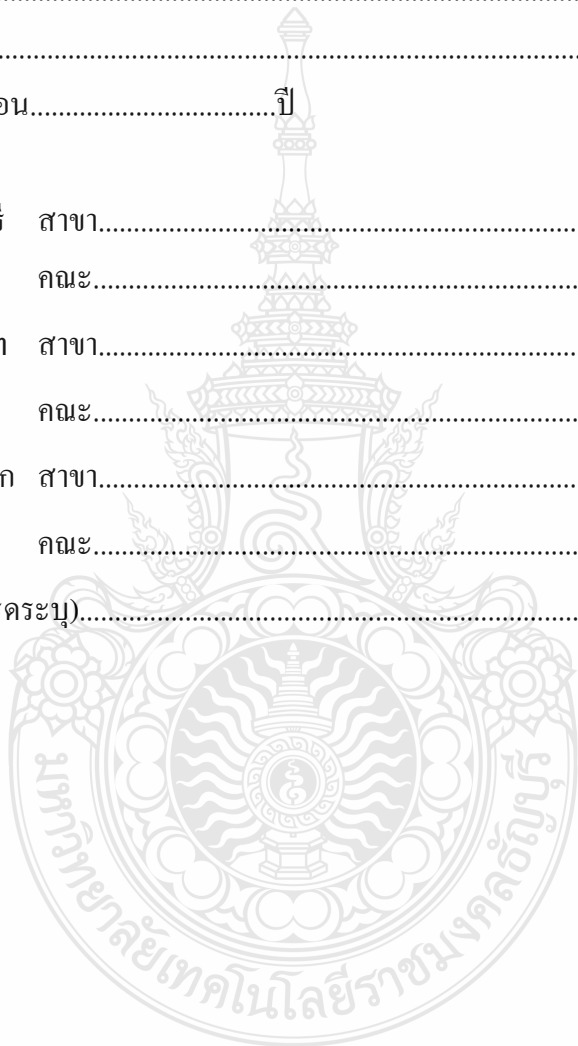 ................................................................................
................................................................................
อน................................ปี
สาขา................................................................
คณะ................................................................
สาขา................................................................
คณะ................................................................
ก สาขา................................................................
คณะ................................................................
ดระบุ)................................................................
มหาวิทยาลัยเทคโนโลยีราชมงคลธัญบุรี